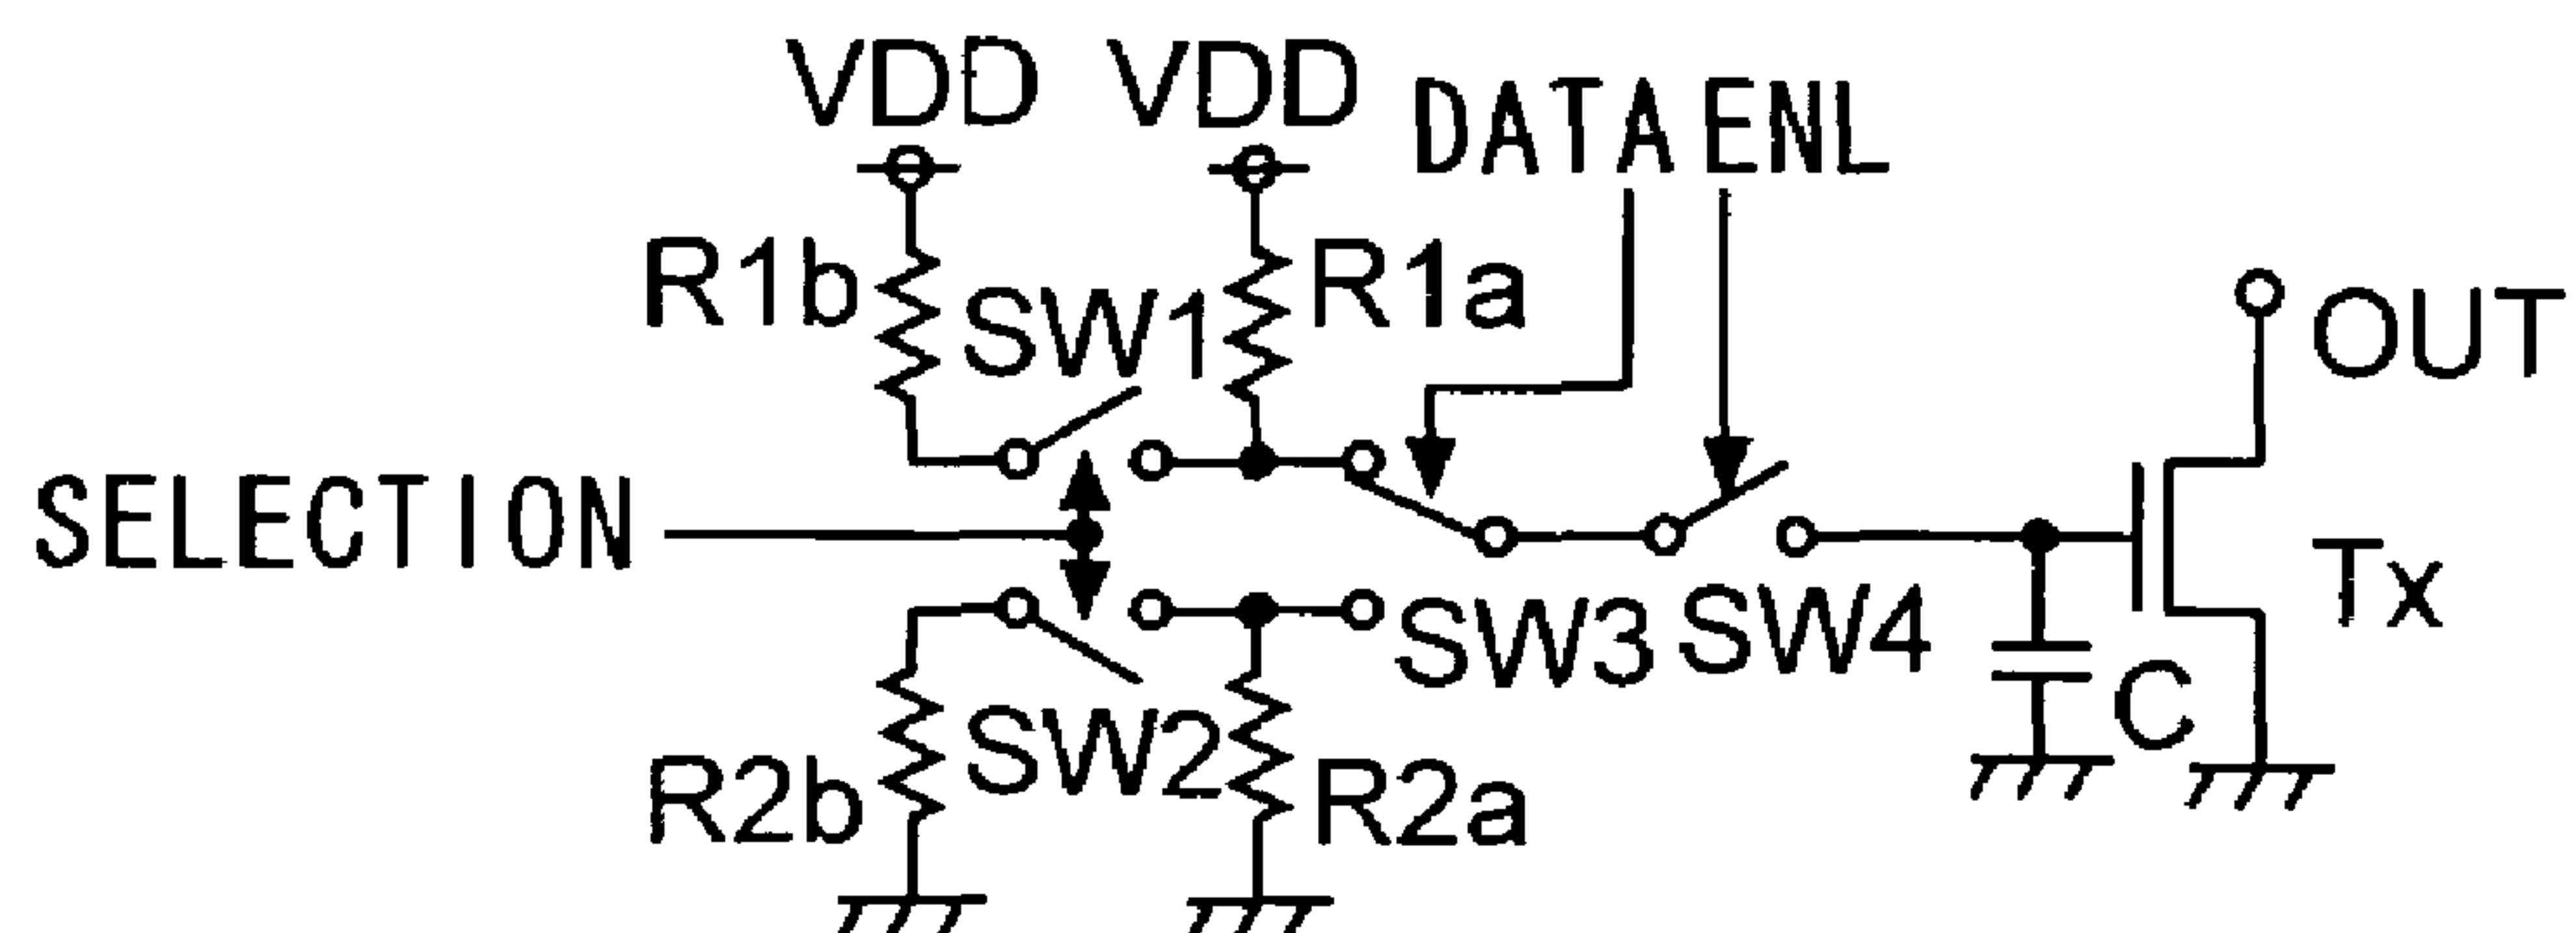 VDD VDD DATA ENL
R1b SW1 R1a OUT
SELECTION
SW3 SW4 Tx
R2b SW2 R2a C